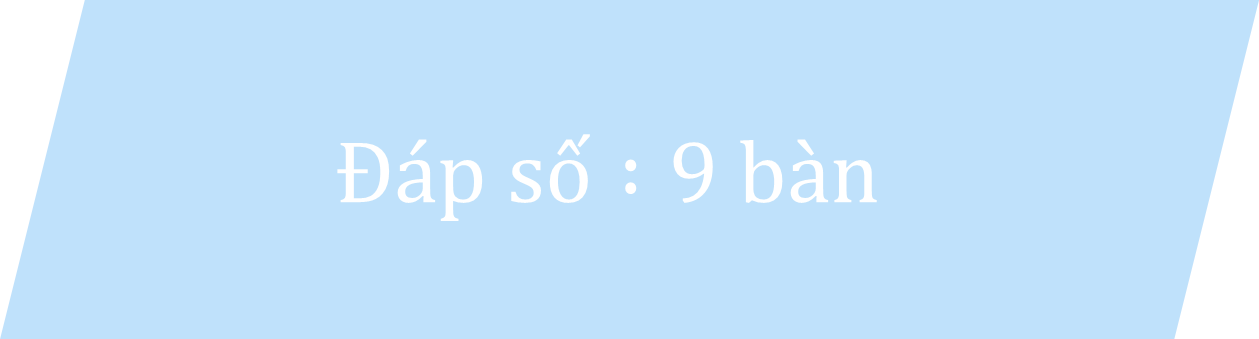 Đáp số : 9 bàn